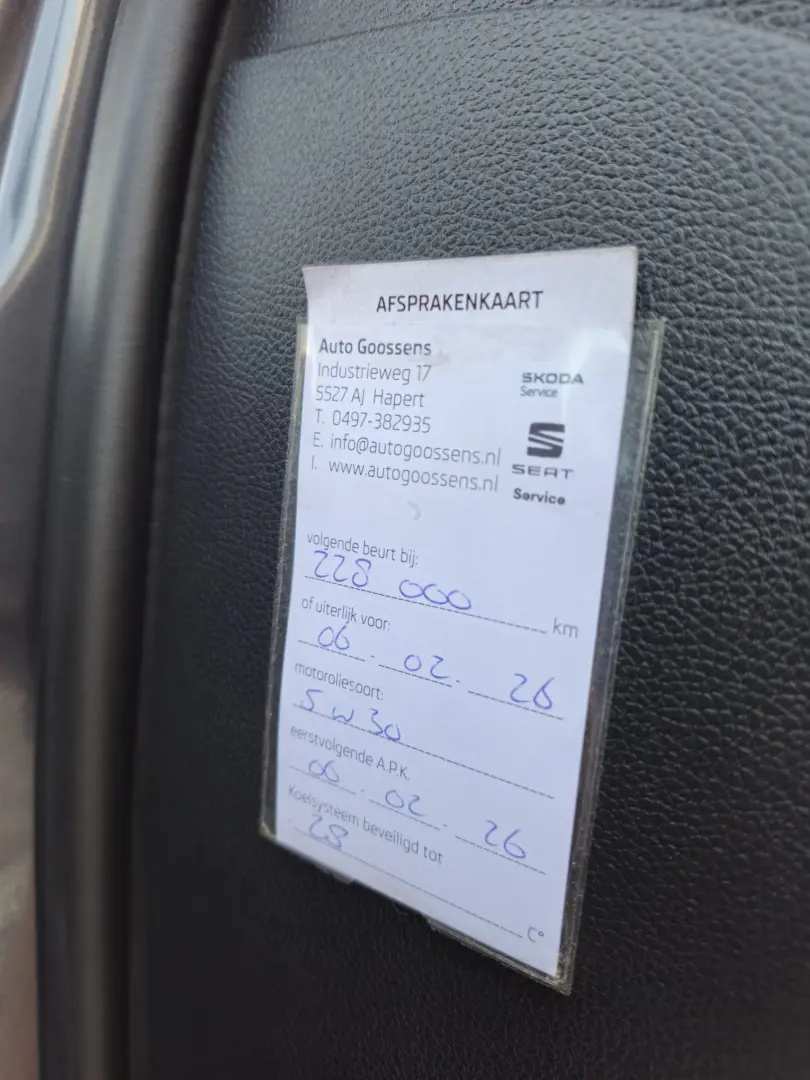 AFSPRAKENKAART
Auto Goossens
Industrieweg 17
5527 AJ Hapert
T. 0497-382935
E. info@autogoossens.nl
I. www.autogoossens.nl
SKODA
Service
SEAT
Service
volgende beurt bij:
228 000 km
of uiterlijk voor:
06 . 02 . 26
motoroliesoort:
5W30
eerstvolgende A.P.K.
06 . 02 . 26
Koelsysteem beveiligd tot
28 C°